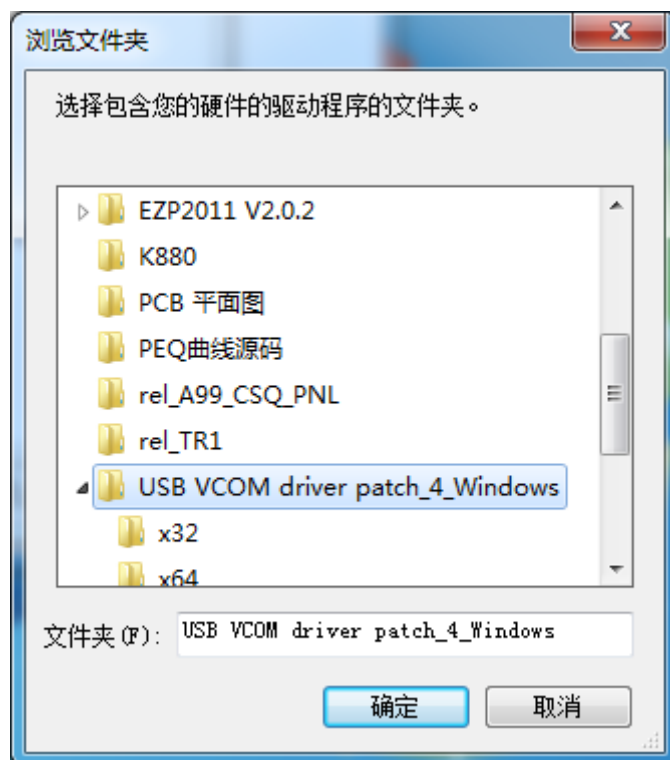 浏览文件夹
选择包含您的硬件的驱动程序的文件夹。
EZP2011 V2.0.2
K880
PCB 平面图
PEQ曲线源码
rel_A99_CSQ_PNL
rel_TR1
USB VCOM driver patch_4_Windows
x32
x64
文件夹(F): USB VCOM driver patch_4_Windows
确定 取消